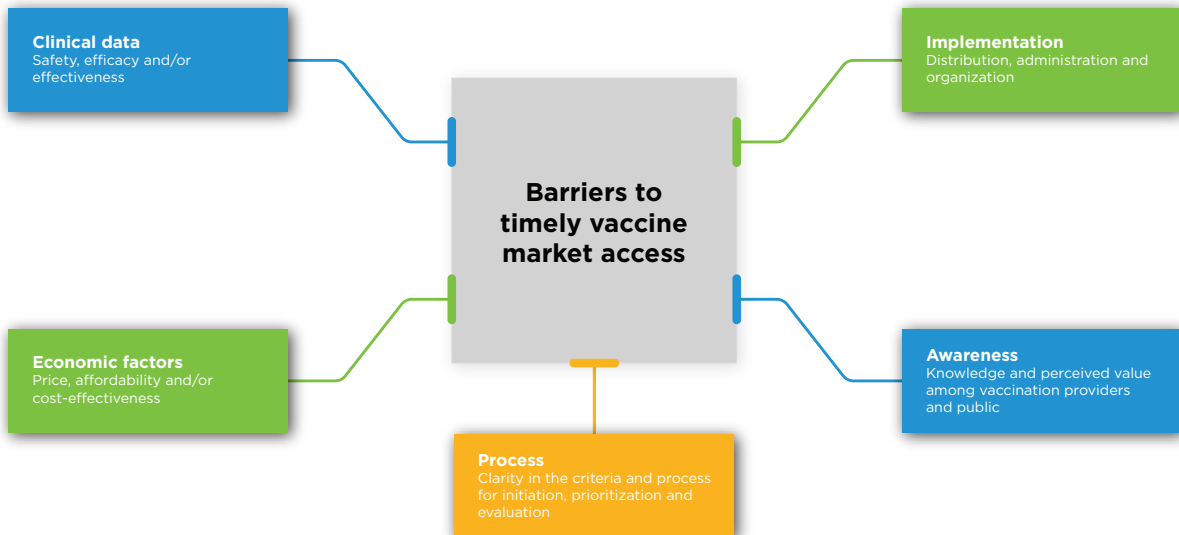 Clinical data
Safety, efficacy and/or
effectiveness
Implementation
Distribution, administration and
organization
Barriers to
timely vaccine
market access
Economic factors
Price, affordability and/or
cost-effectiveness
Awareness
Knowledge and perceived value
among vaccination providers
and public
Process
Clarity in the criteria and process
for initiation, prioritization and
evaluation